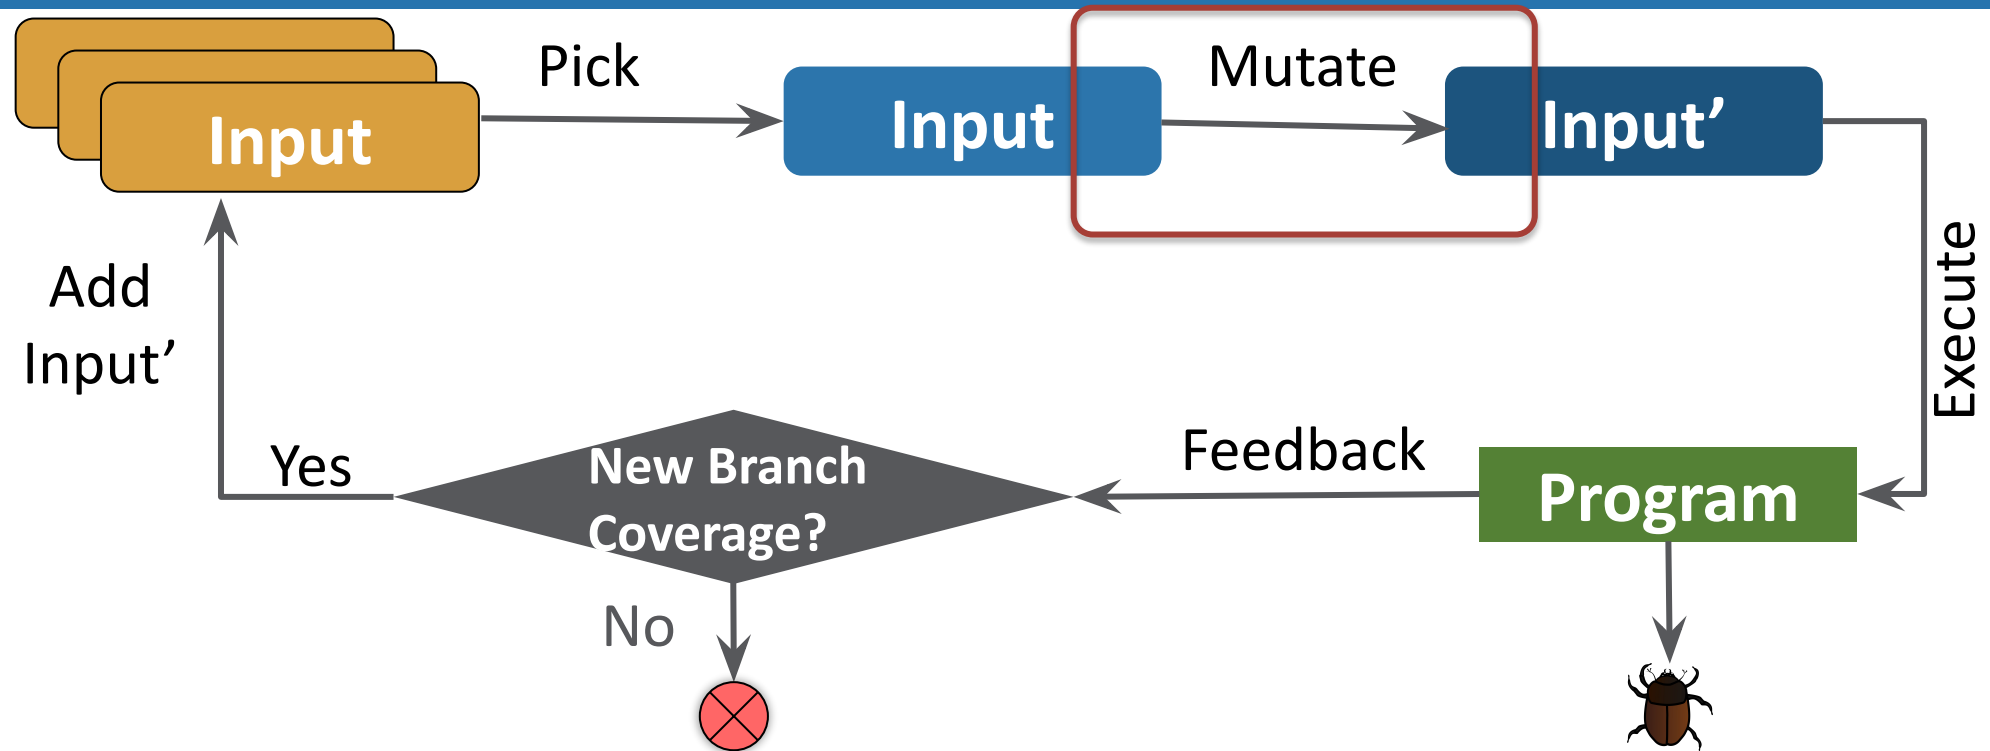 Input
Pick
Input
Mutate
Input’
Execute
Program
Feedback
New Branch
Coverage?
Yes
No
Add
Input’